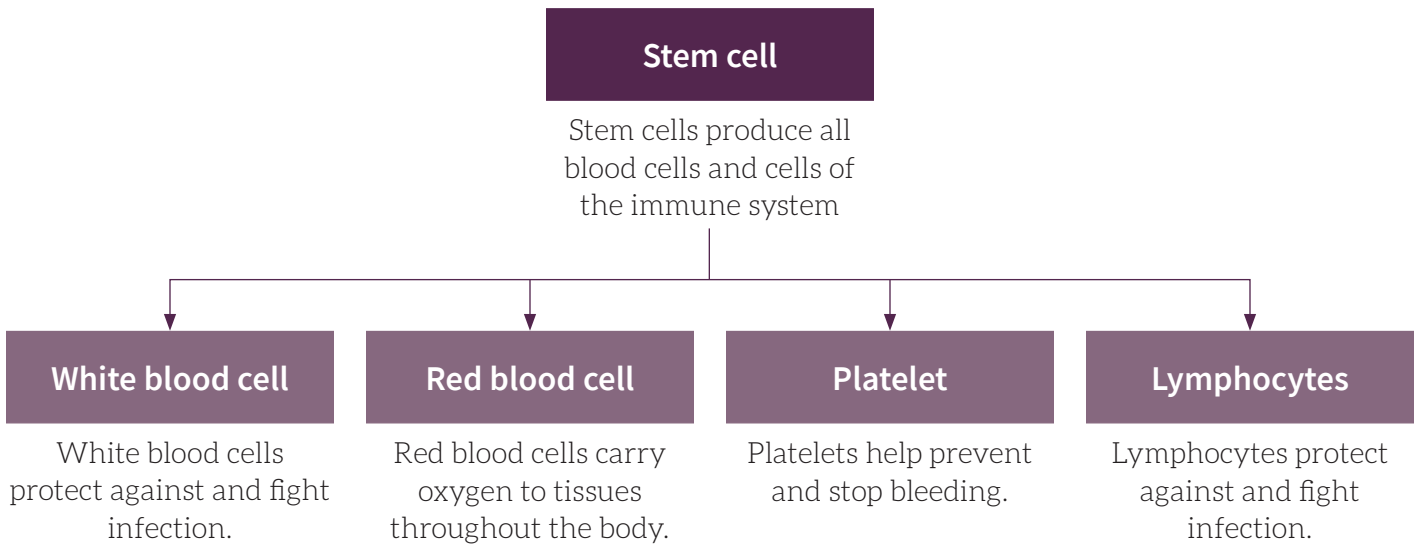 Stem cell
Stem cells produce all
blood cells and cells of
the immune system
White blood cell
White blood cells
protect against and fight
infection.
Red blood cell
Red blood cells carry
oxygen to tissues
throughout the body.
Platelet
Platelets help prevent
and stop bleeding.
Lymphocytes
Lymphocytes protect
against and fight
infection.